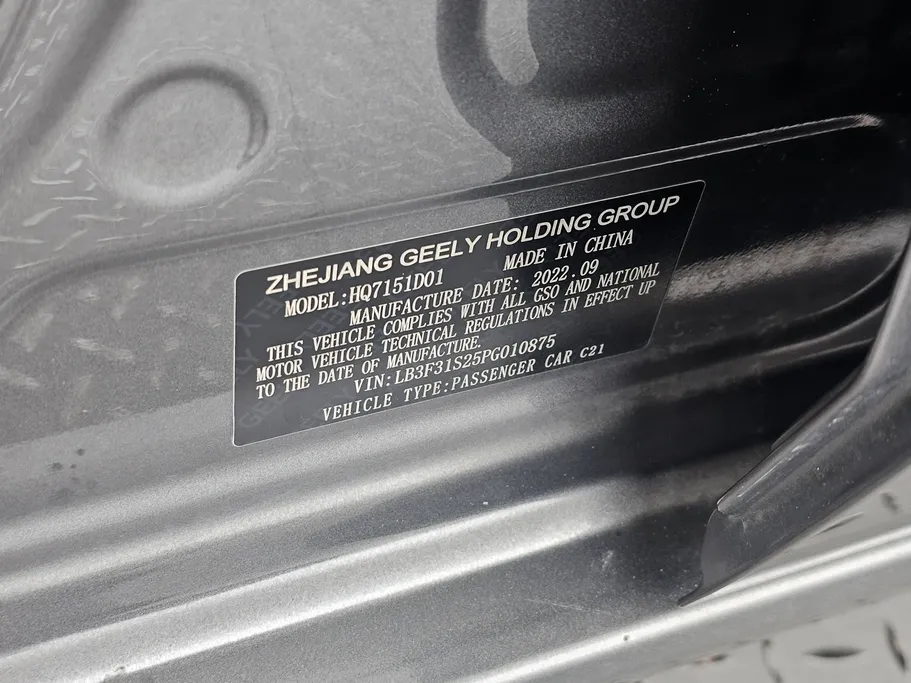 ZHEJIANG GEELY HOLDING GROUP
MODEL:HQ7151D01 MADE IN CHINA
MANUFACTURE DATE: 2022.09
THIS VEHICLE COMPLIES WITH ALL GSO AND NATIONAL
MOTOR VEHICLE TECHNICAL REGULATIONS IN EFFECT UP
TO THE DATE OF MANUFACTURE.
VIN:LB3F31S25PG010875
VEHICLE TYPE:PASSENGER CAR C21